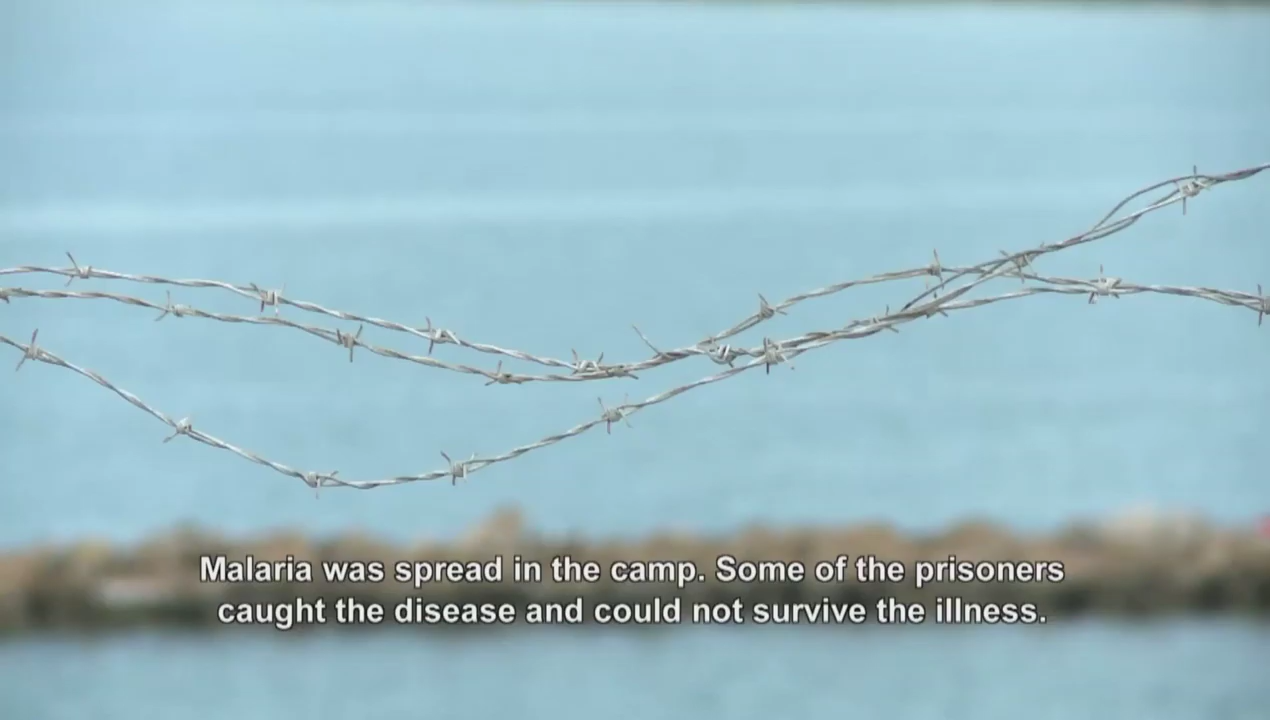 Malaria was spread in the camp. Some of the prisoners
caught the disease and could not survive the illness.